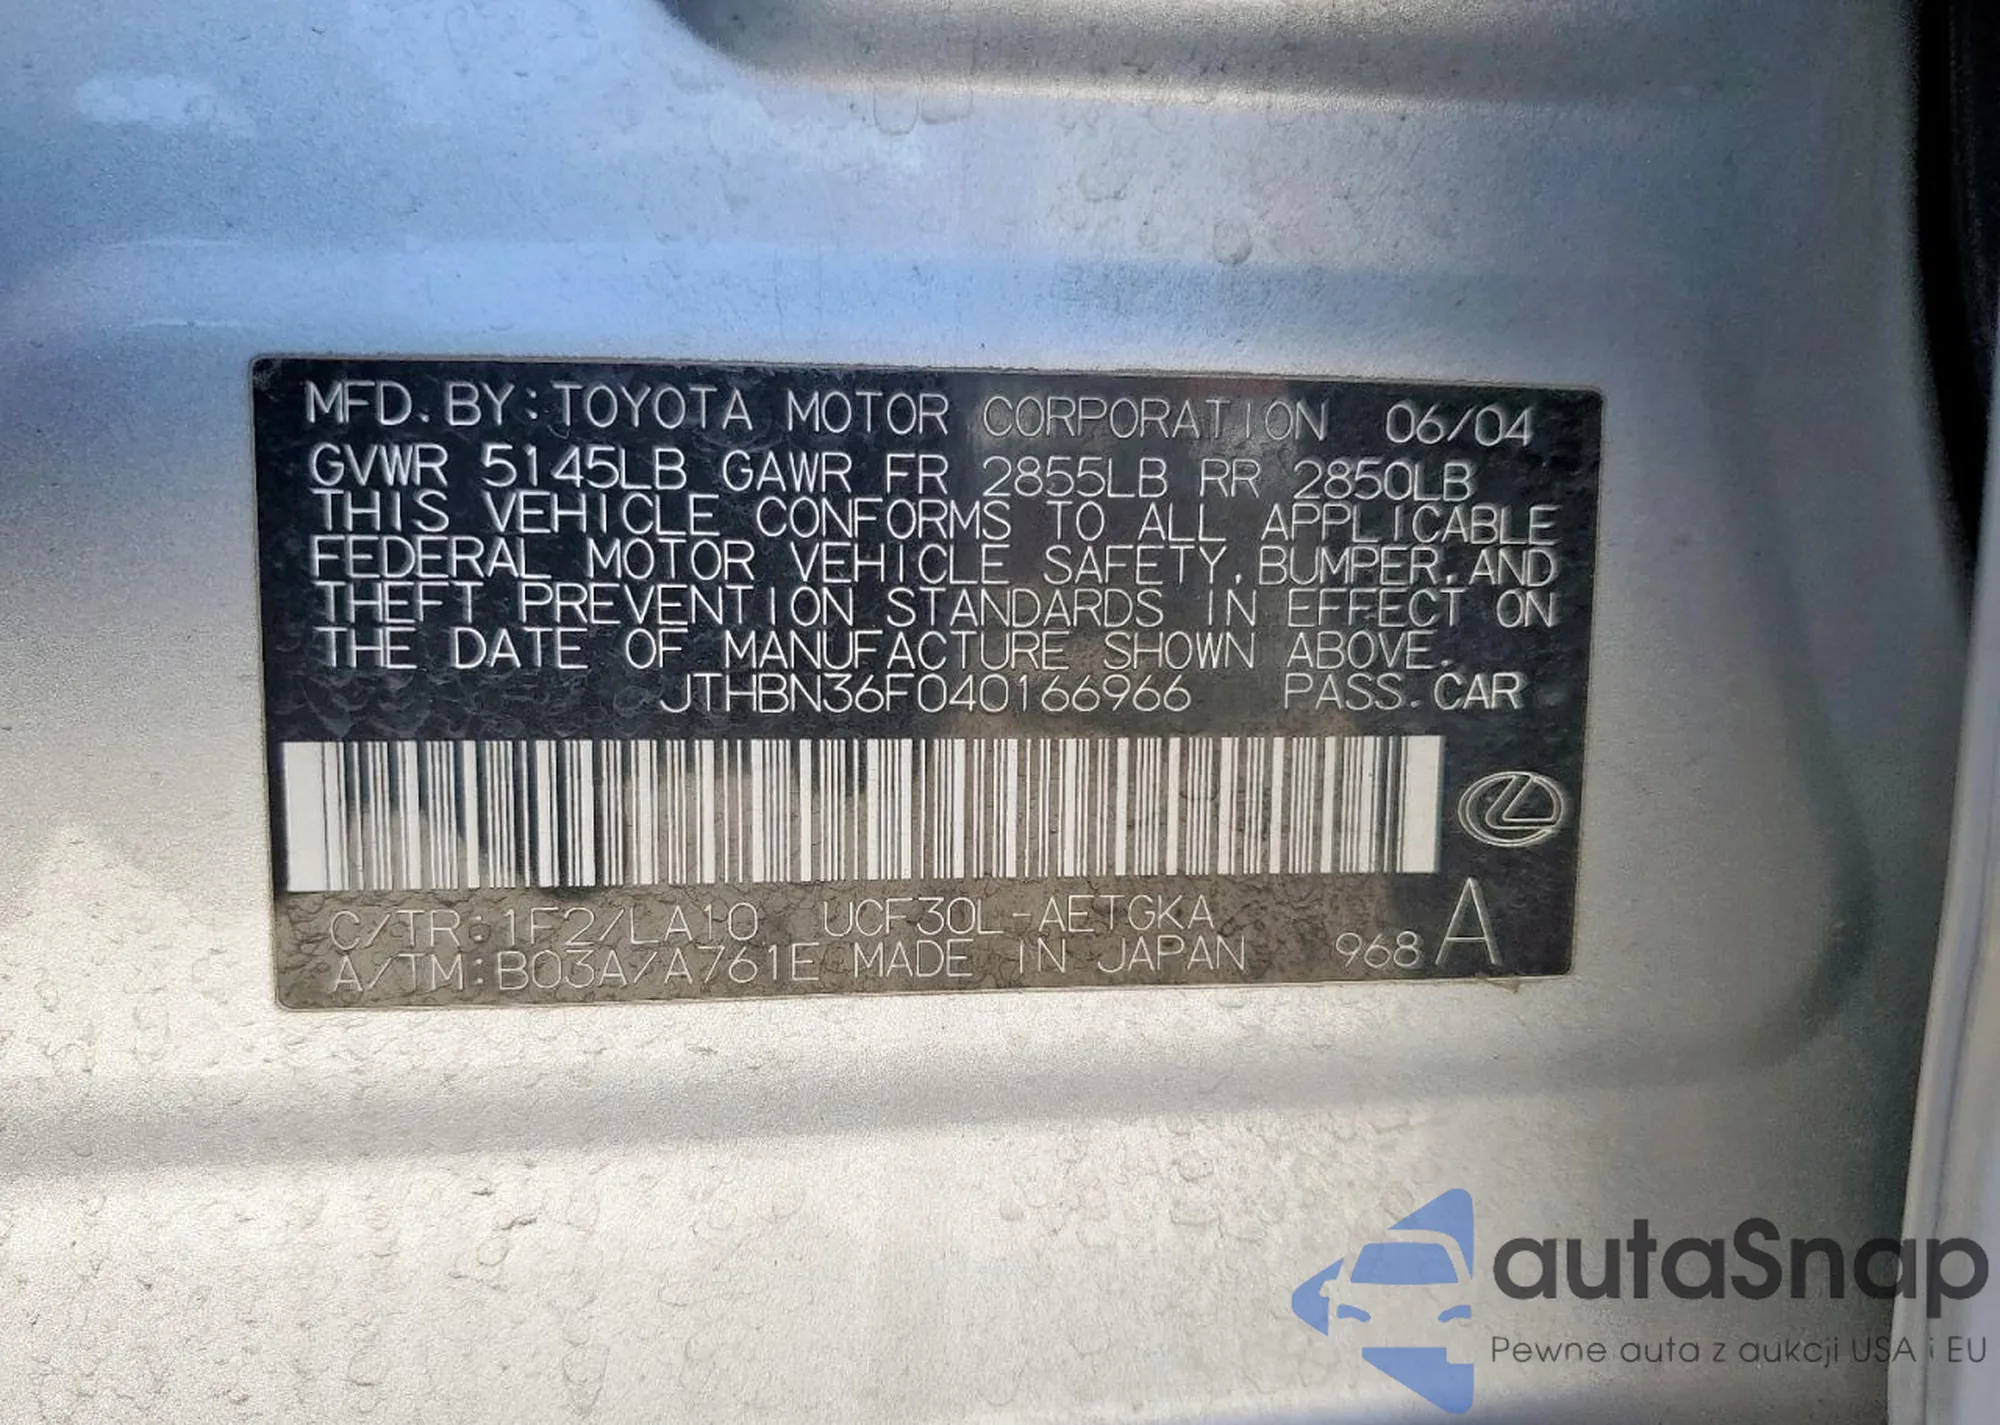 MFD. BY: TOYOTA MOTOR CORPORATION 06/04
GVWR 5145LB GAWR FR 2855LB RR 2850LB
THIS VEHICLE CONFORMS TO ALL APPLICABLE
FEDERAL MOTOR VEHICLE SAFETY, BUMPER, AND
THEFT PREVENTION STANDARDS IN EFFECT ON
THE DATE OF MANUFACTURE SHOWN ABOVE.
JTHBN36F040166966 PASS. CAR
C/TR: 1F2/LA10 UCF30L-AETGKA
A/TM: B03A/A761E MADE IN JAPAN 968 A
autaSnap
Pewne auta z aukcji USA i EU